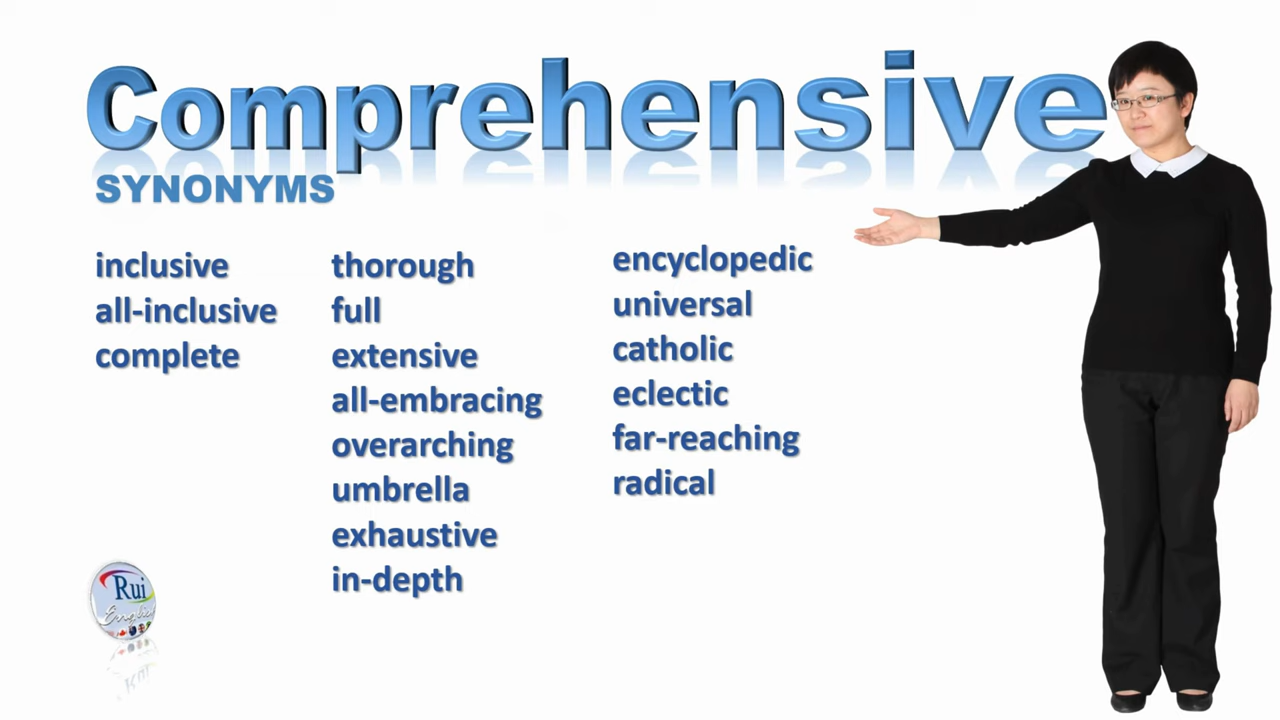 Comprehensive
SYNONYMS
inclusive
all-inclusive
complete
thorough
full
extensive
all-embracing
overarching
umbrella
exhaustive
in-depth
encyclopedic
universal
catholic
eclectic
far-reaching
radical
Rui
English